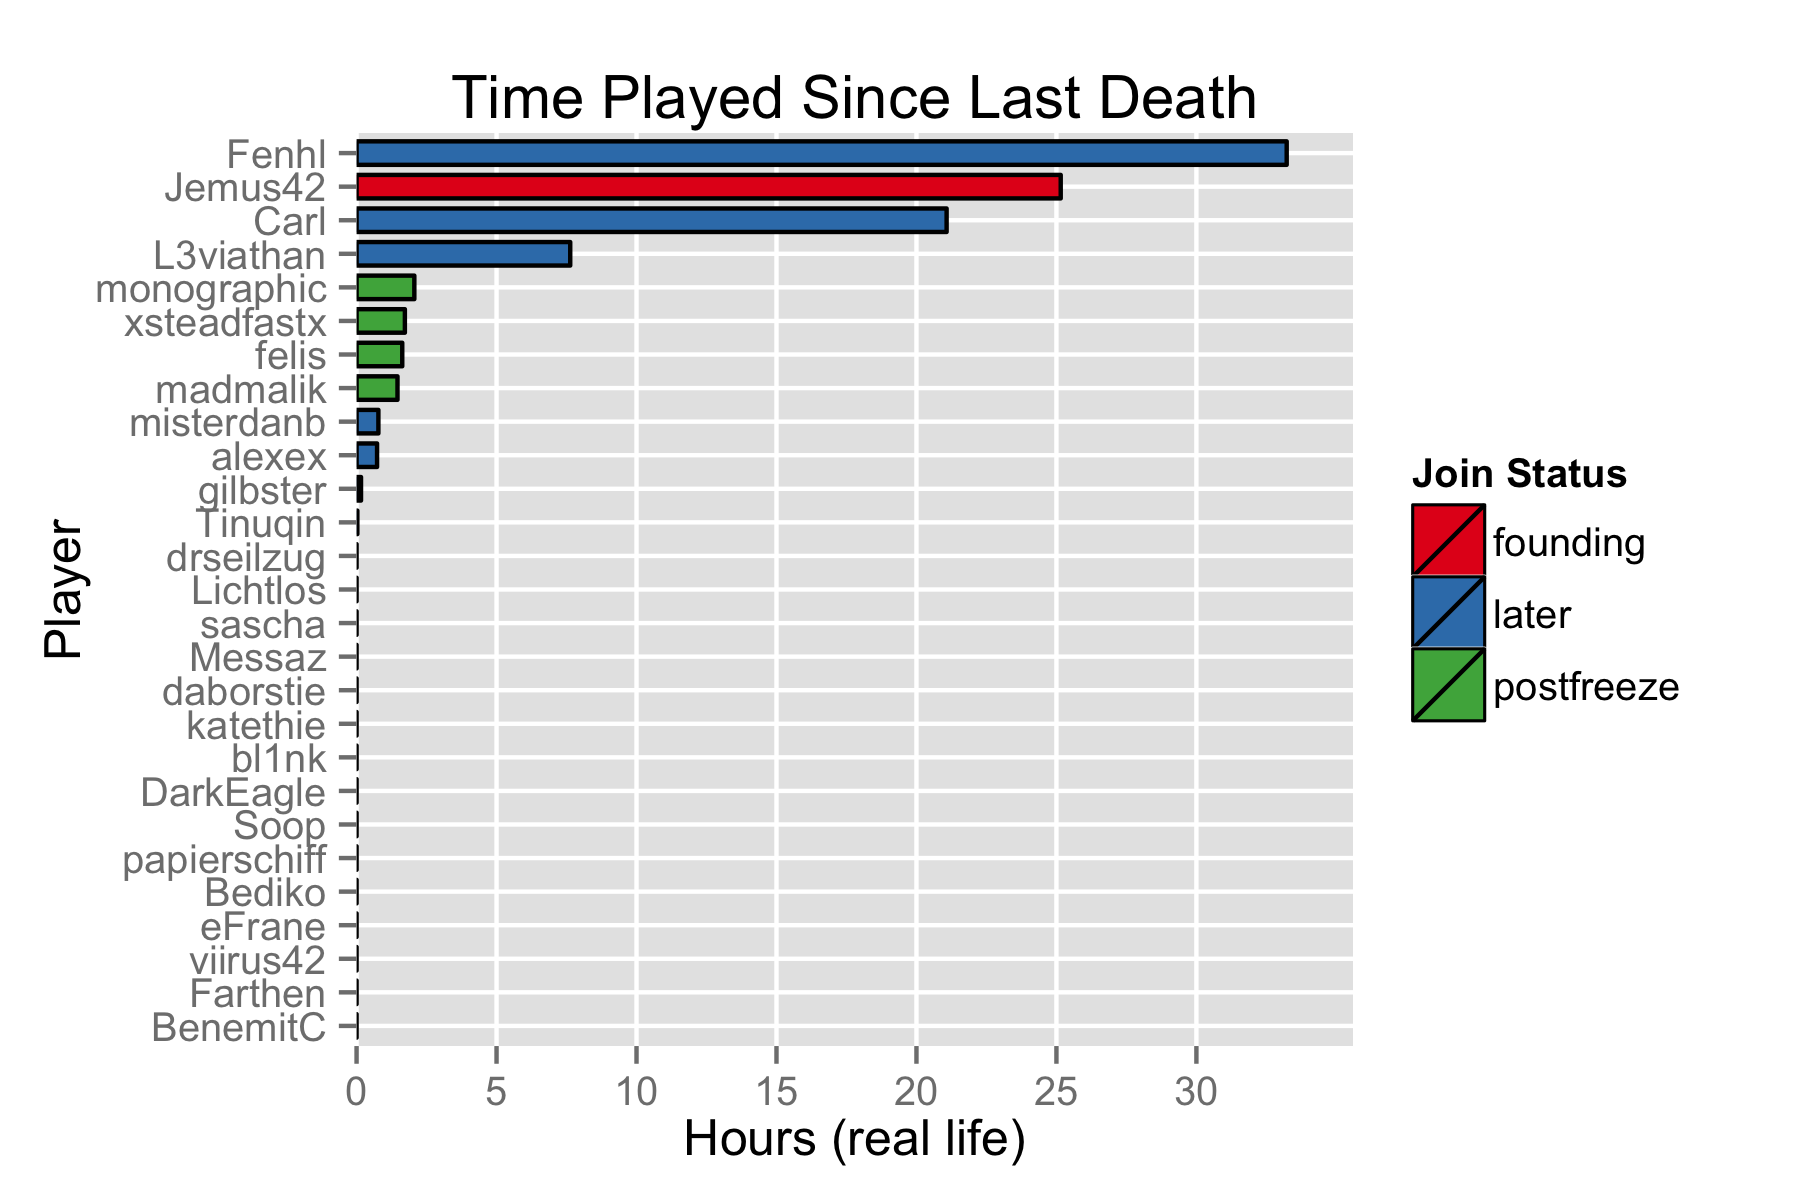 Time Played Since Last Death
Player
Fenhl
Jemus42
Carl
L3viathan
monographic
xsteadfastx
felis
madmalik
misterdanb
alexex
gilbster
Tinuqin
drseilzug
Lichtlos
sascha
Messaz
daborstie
katethie
bl1nk
DarkEagle
Soop
papierschiff
Bediko
eFrane
viirus42
Farthen
BenemitC
0 5 10 15 20 25 30
Hours (real life)
Join Status
founding
later
postfreeze